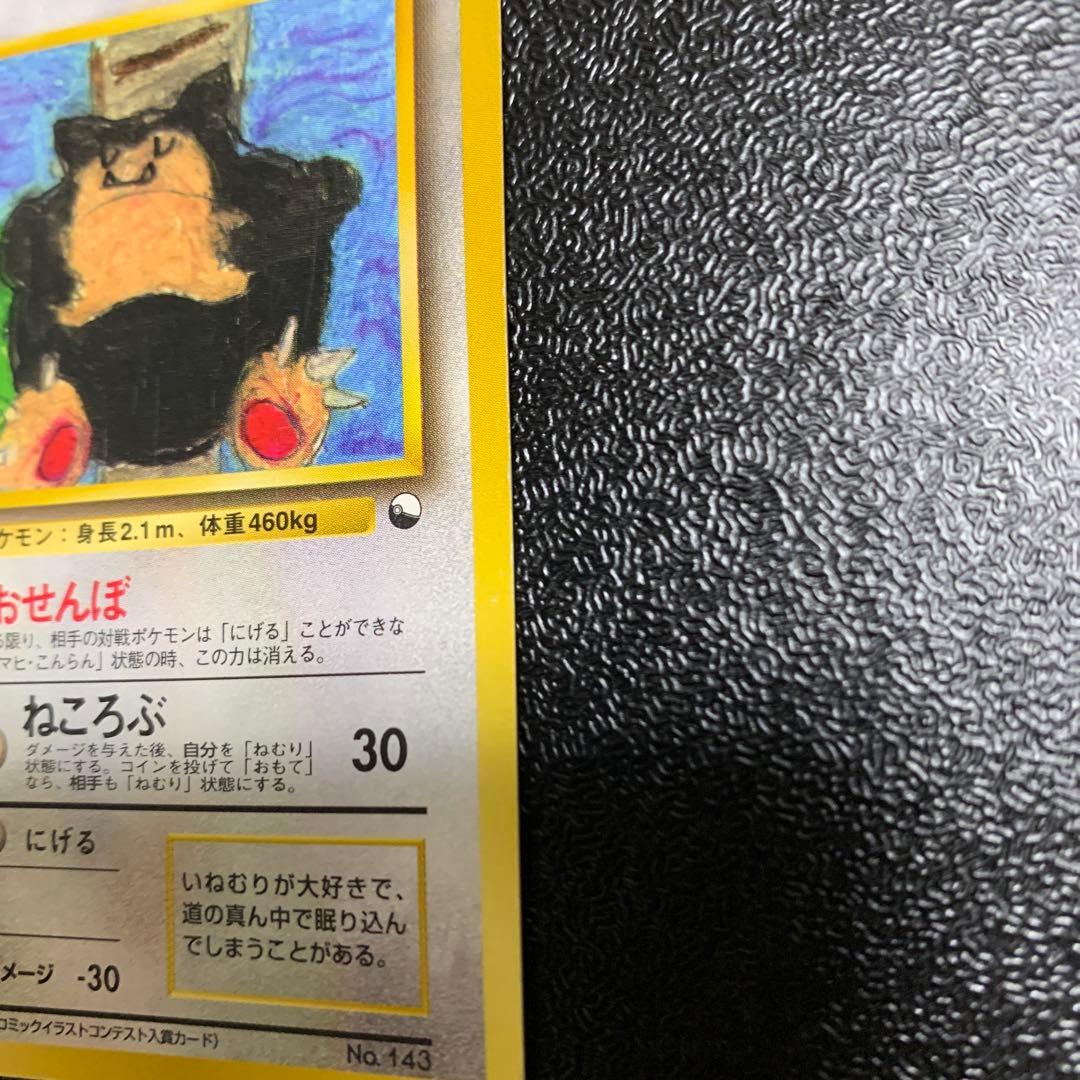 ケモン：身長2.1m、体重460kg
おせんぼ
る限り、相手の対戦ポケモンは「にげる」ことができな
マヒ・こんらん」状態の時、この力は消える。
ねころぶ
ダメージを与えた後、自分を「ねむり」
状態にする。コインを投げて「おもて」
なら、相手も「ねむり」状態にする。
30
にげる
いねむりが大好きで、
道の真ん中で眠り込ん
でしまうことがある。
メージ -30
コミックイラストコンテスト入賞カード)
No. 143